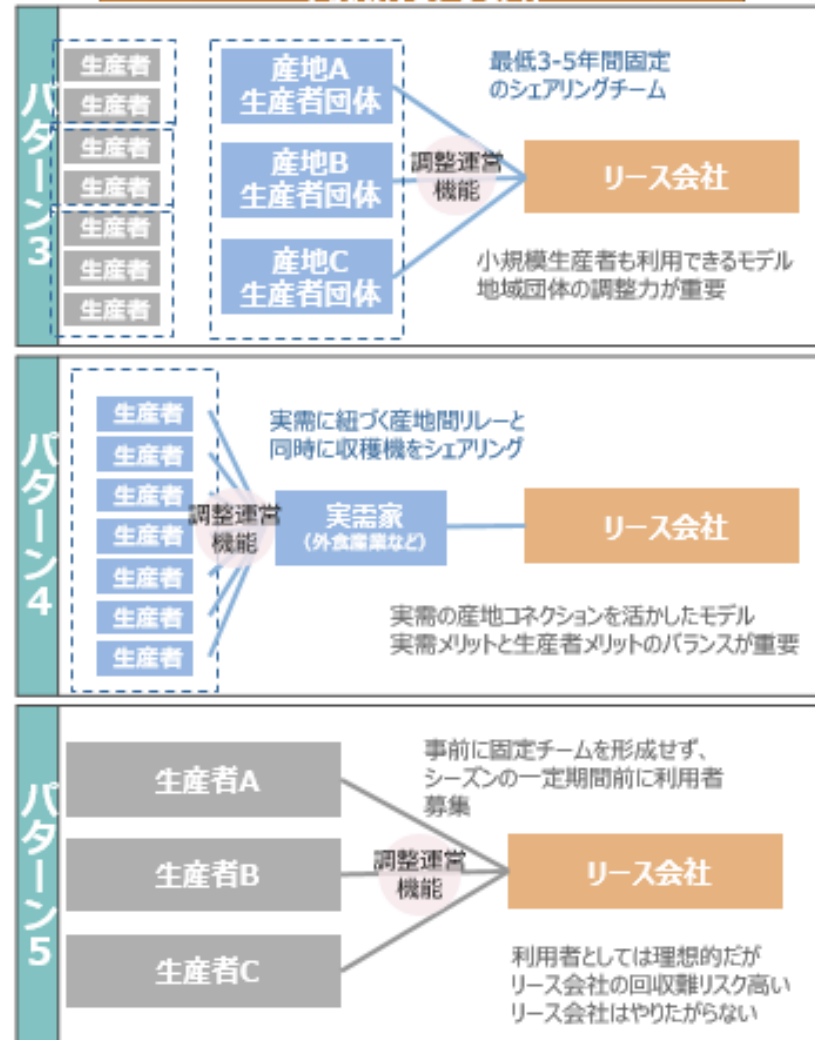 パターン3
生産者
生産者
生産者
生産者
生産者
生産者
生産者
産地A
生産者団体
産地B
生産者団体
産地C
生産者団体
最低3-5年間固定
のシェアリングチーム
調整運営
機能
リース会社
小規模生産者も利用できるモデル
地域団体の調整力が重要
パターン4
生産者
生産者
生産者
生産者
生産者
生産者
生産者
実需に紐づく産地間リレーと
同時に収穫機をシェアリング
調整運営
機能
実需家
(外食産業など)
リース会社
実需の産地コネクションを活かしたモデル
実需メリットと生産者メリットのバランスが重要
パターン5
生産者A
生産者B
生産者C
事前に固定チームを形成せず、
シーズンの一定期間前に利用者
募集
調整運営
機能
リース会社
利用者としては理想的だが
リース会社の回収難リスク高い
リース会社はやりたがらない